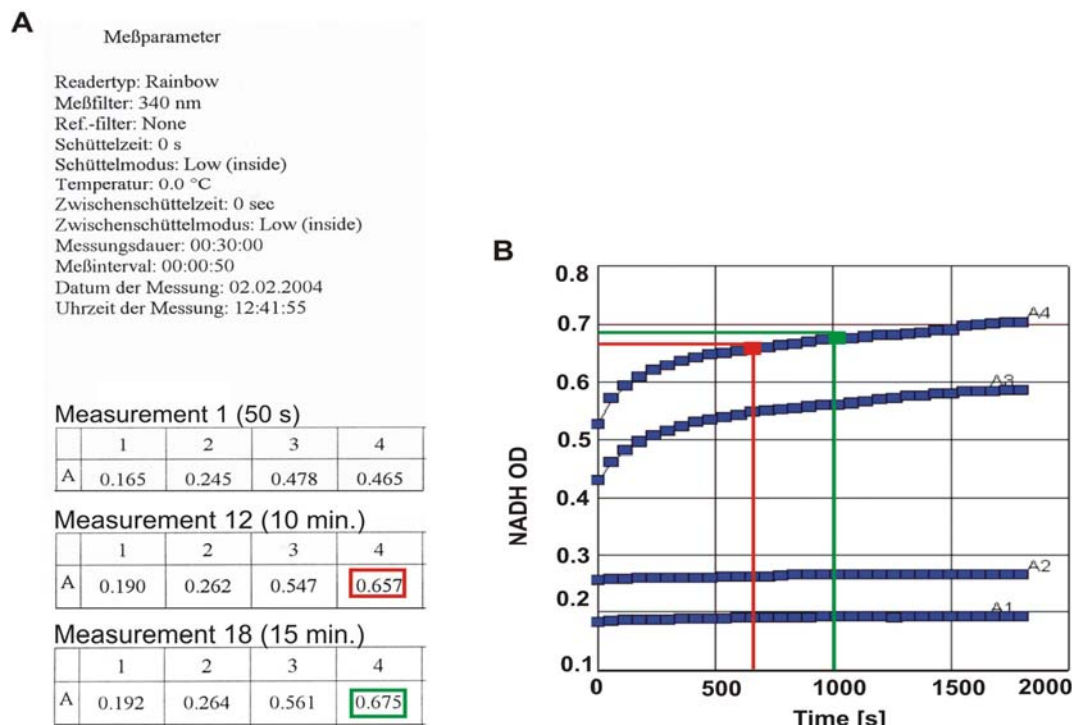 A
Meßparameter
Readertyp: Rainbow
Meßfilter: 340 nm
Ref.-filter: None
Schüttelzeit: 0 s
Schüttelmodus: Low (inside)
Temperatur: 0.0 °C
Zwischenschüttelzeit: 0 sec
Zwischenschüttelmodus: Low (inside)
Messungsdauer: 00:30:00
Meßinterval: 00:00:50
Datum der Messung: 02.02.2004
Uhrzeit der Messung: 12:41:55
Measurement 1 (50 s)
1 2 3 4
A 0.165 0.245 0.478 0.465
Measurement 12 (10 min.)
1 2 3 4
A 0.190 0.262 0.547 0.657
Measurement 18 (15 min.)
1 2 3 4
A 0.192 0.264 0.561 0.675
B
0.8
0.7
0.6
0.5
0.4
0.3
0.2
0.1
NADH OD
A4
A3
A2
A1
0 500 1000 1500 2000
Time [s]